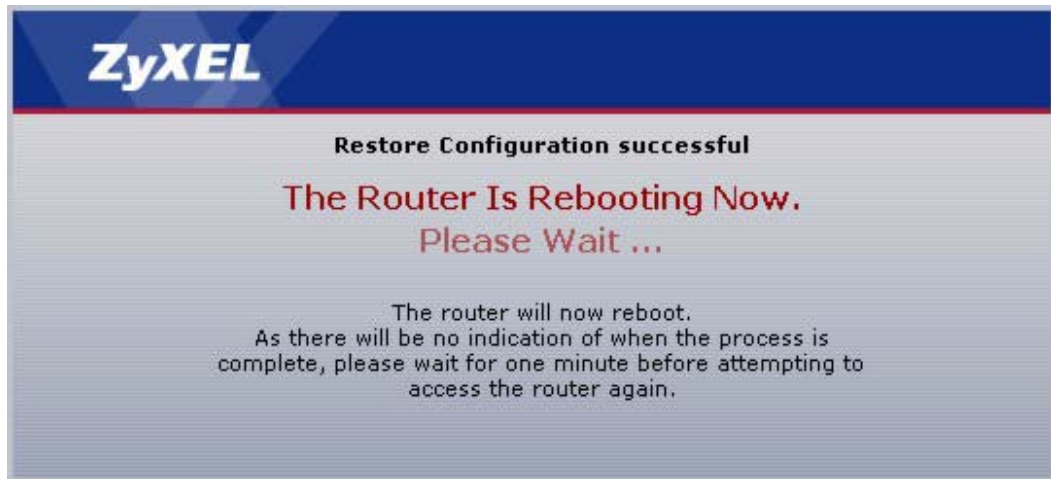 ZyXEL
Restore Configuration successful
The Router Is Rebooting Now.
Please Wait ...
The router will now reboot.
As there will be no indication of when the process is
complete, please wait for one minute before attempting to
access the router again.